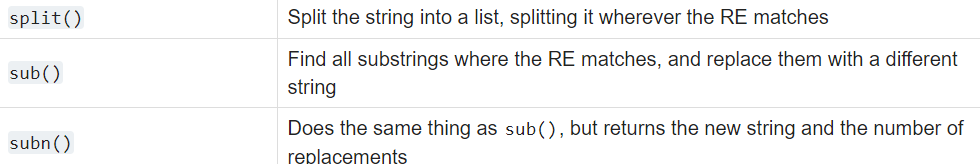 split() Split the string into a list, splitting it wherever the RE matches
sub() Find all substrings where the RE matches, and replace them with a different
string
subn() Does the same thing as sub(), but returns the new string and the number of
replacements